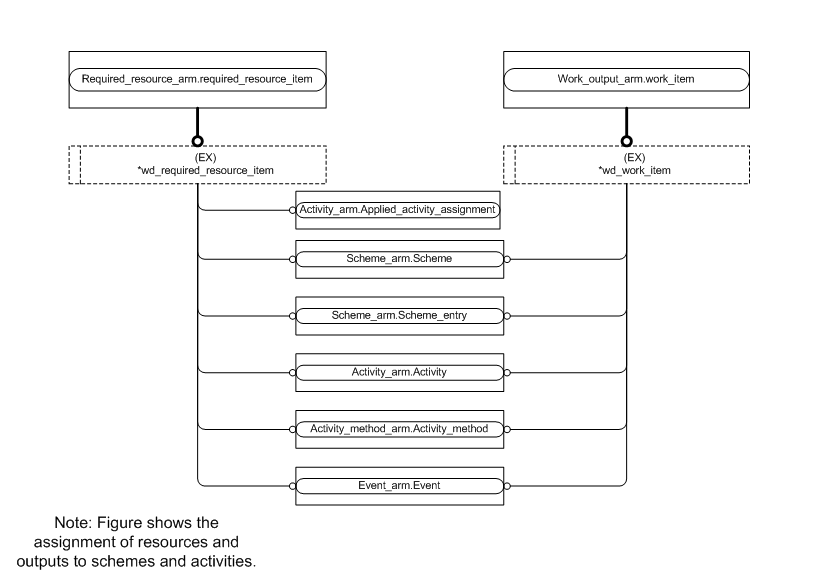 Required_resource_arm.required_resource_item
Work_output_arm.work_item
(EX)
*wd_required_resource_item
(EX)
*wd_work_item
Activity_arm.Applied_activity_assignment
Scheme_arm.Scheme
Scheme_arm.Scheme_entry
Activity_arm.Activity
Activity_method_arm.Activity_method
Event_arm.Event
Note: Figure shows the
assignment of resources and
outputs to schemes and activities.